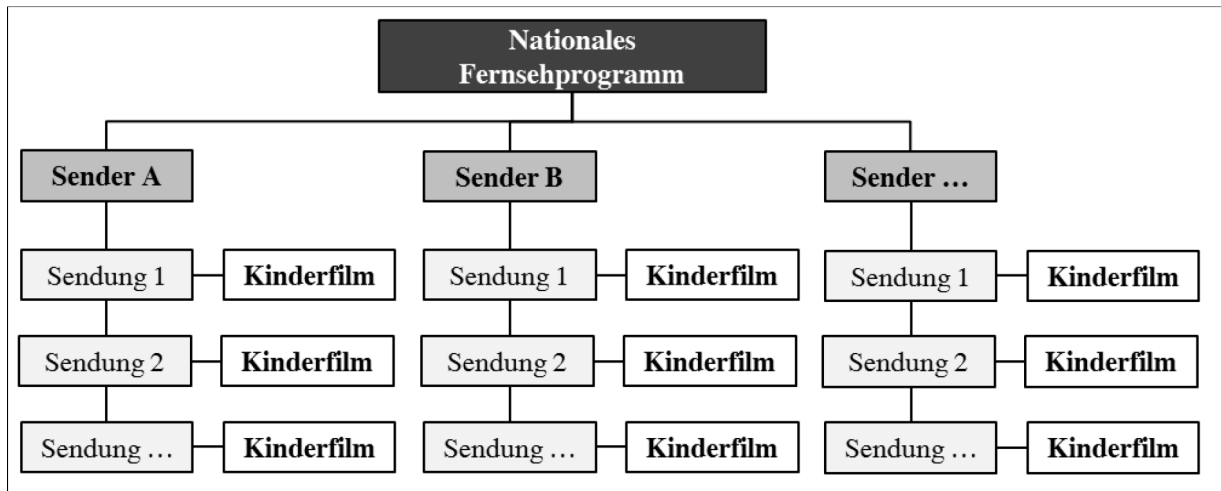 Nationales
Fernsehprogramm
Sender A
Sender B
Sender …
Sendung 1
Kinderfilm
Sendung 1
Kinderfilm
Sendung 1
Kinderfilm
Sendung 2
Kinderfilm
Sendung 2
Kinderfilm
Sendung 2
Kinderfilm
Sendung …
Kinderfilm
Sendung …
Kinderfilm
Sendung …
Kinderfilm